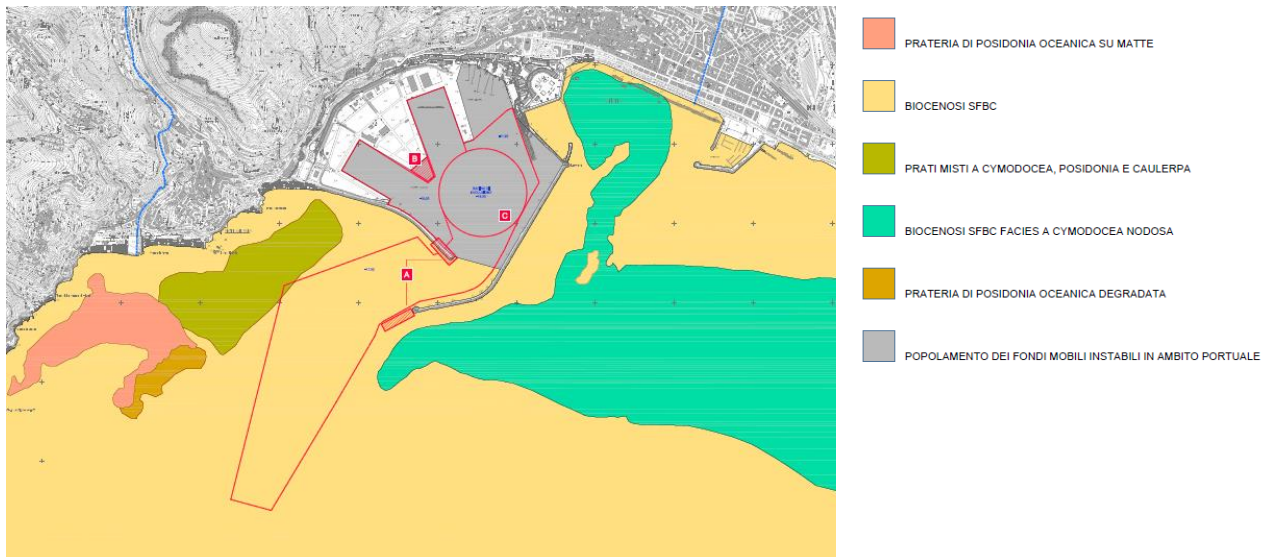 PRATERIA DI POSIDONIA OCEANICA SU MATTE
BIOCENOSI SFBC
PRATI MISTI A CYMODOCEA, POSIDONIA E CAULERPA
BIOCENOSI SFBC FACIES A CYMODOCEA NODOSA
PRATERIA DI POSIDONIA OCEANICA DEGRADATA
POPOLAMENTO DEI FONDI MOBILI INSTABILI IN AMBITO PORTUALE
B
C
A